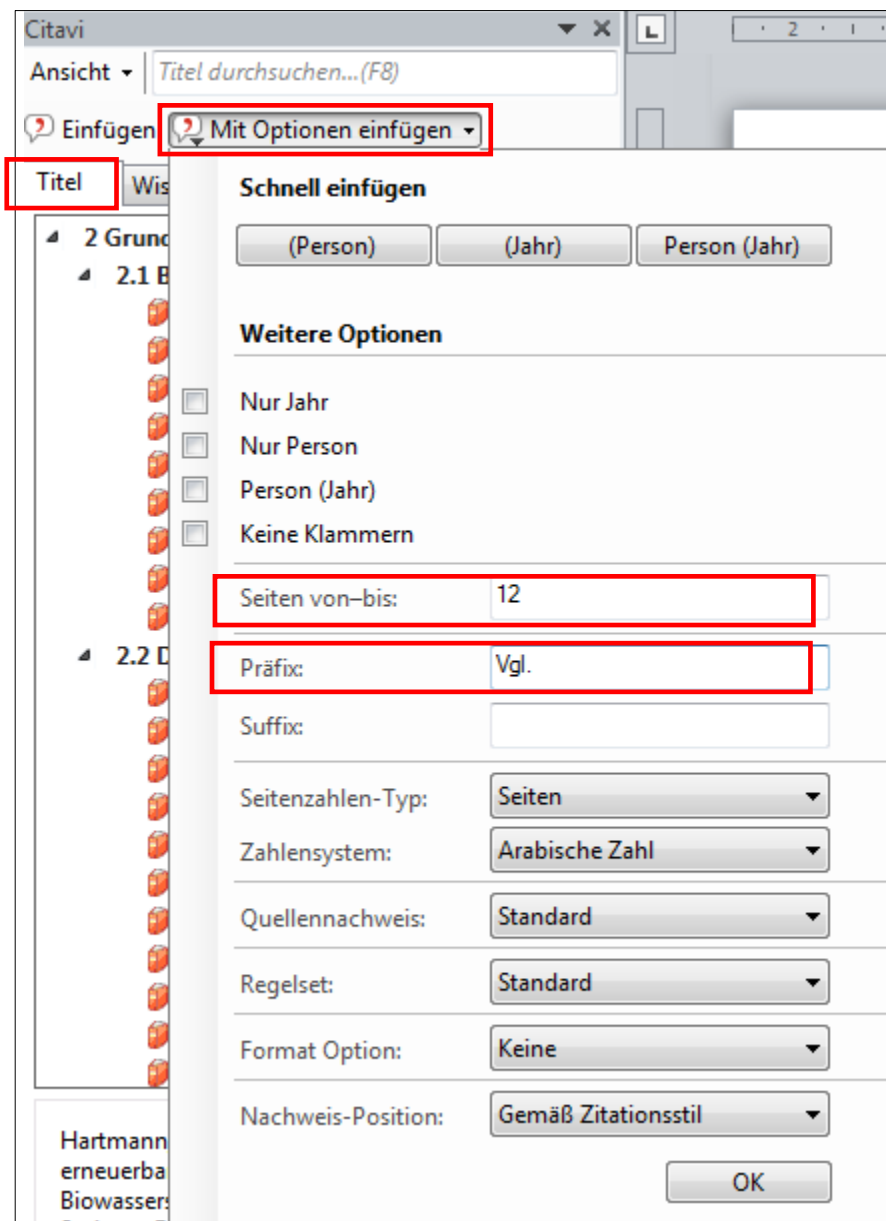 Citavi
Ansicht
Titel durchsuchen...(F8)
2 · 1 ·
Einfügen
Mit Optionen einfügen
Titel
Schnell einfügen
(Person) (Jahr) Person (Jahr)
2
2.1
Weitere Optionen
Nur Jahr
Nur Person
Person (Jahr)
Keine Klammern
Seiten von–bis: 12
2.2
Präfix: Vgl.
Suffix:
Seitenzahlen-Typ: Seiten
Zahlensystem: Arabische Zahl
Quellennachweis: Standard
Regelset: Standard
Format Option: Keine
Nachweis-Position: Gemäß Zitationsstil
Hartmann
OK